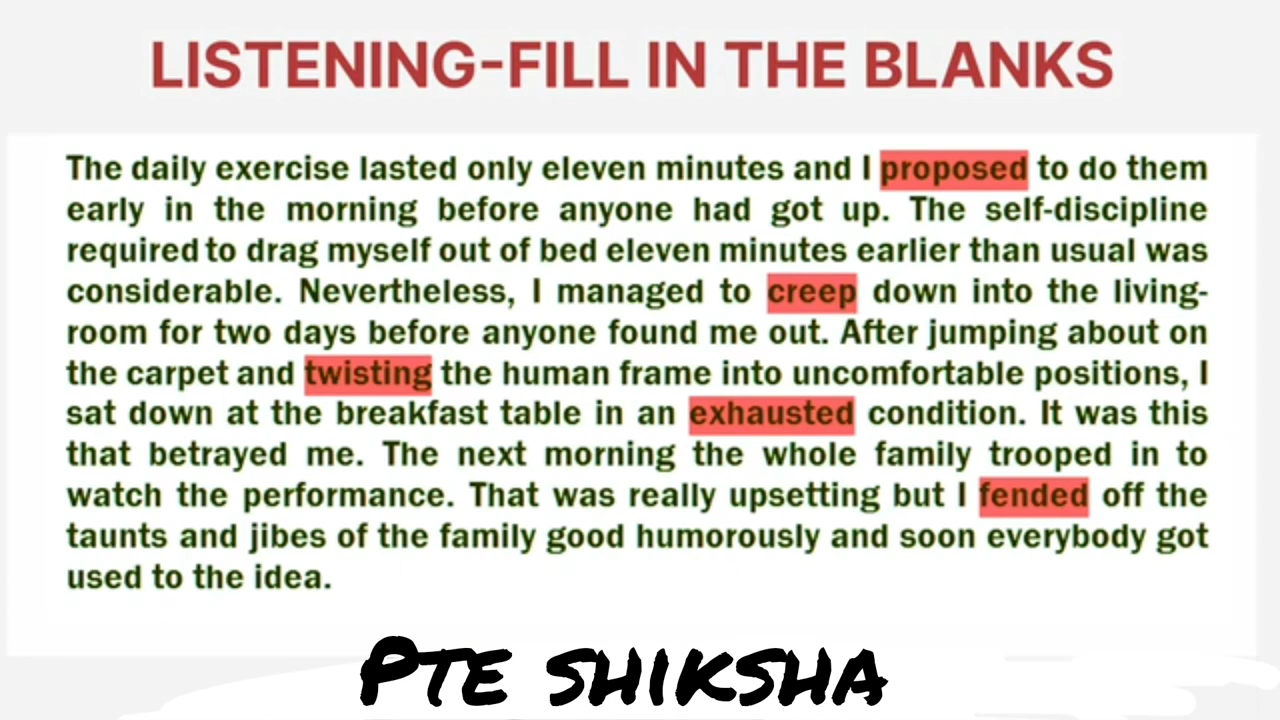 LISTENING-FILL IN THE BLANKS
The daily exercise lasted only eleven minutes and I proposed to do them
early in the morning before anyone had got up. The self-discipline
required to drag myself out of bed eleven minutes earlier than usual was
considerable. Nevertheless, I managed to creep down into the living-
room for two days before anyone found me out. After jumping about on
the carpet and twisting the human frame into uncomfortable positions, I
sat down at the breakfast table in an exhausted condition. It was this
that betrayed me. The next morning the whole family trooped in to
watch the performance. That was really upsetting but I fended off the
taunts and jibes of the family good humorously and soon everybody got
used to the idea.
PTE SHIKSHA